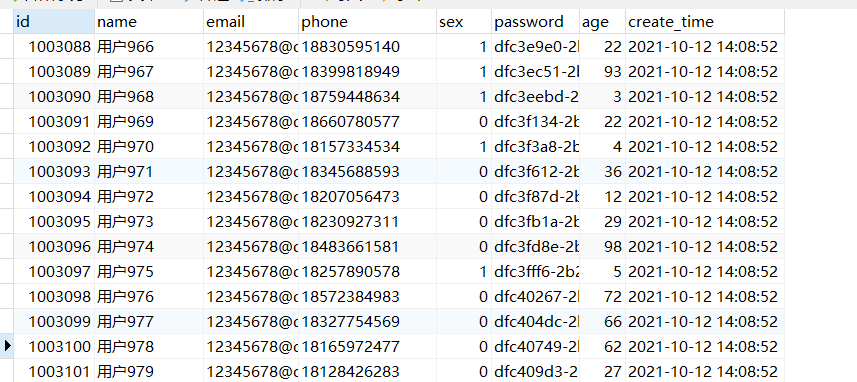 id name email phone sex password age create_time
1003088 用户966 12345678@ 18830595140 1 dfc3e9e0-2 22 2021-10-12 14:08:52
1003089 用户967 12345678@ 18399818949 1 dfc3ec51-2 93 2021-10-12 14:08:52
1003090 用户968 12345678@ 18759448634 1 dfc3eebd-2 3 2021-10-12 14:08:52
1003091 用户969 12345678@ 18660780577 0 dfc3f134-2 22 2021-10-12 14:08:52
1003092 用户970 12345678@ 18157334534 1 dfc3f3a8-2 4 2021-10-12 14:08:52
1003093 用户971 12345678@ 18345688593 0 dfc3f612-2 36 2021-10-12 14:08:52
1003094 用户972 12345678@ 18207056473 0 dfc3f87d-2 12 2021-10-12 14:08:52
1003095 用户973 12345678@ 18230927311 0 dfc3fb1a-2 29 2021-10-12 14:08:52
1003096 用户974 12345678@ 18483661581 0 dfc3fd8e-2 98 2021-10-12 14:08:52
1003097 用户975 12345678@ 18257890578 1 dfc3fff6-2 5 2021-10-12 14:08:52
1003098 用户976 12345678@ 18572384983 0 dfc40267-2 72 2021-10-12 14:08:52
1003099 用户977 12345678@ 18327754569 0 dfc404dc-2 66 2021-10-12 14:08:52
1003100 用户978 12345678@ 18165972477 0 dfc40749-2 62 2021-10-12 14:08:52
1003101 用户979 12345678@ 18128426283 0 dfc409d3-2 27 2021-10-12 14:08:52